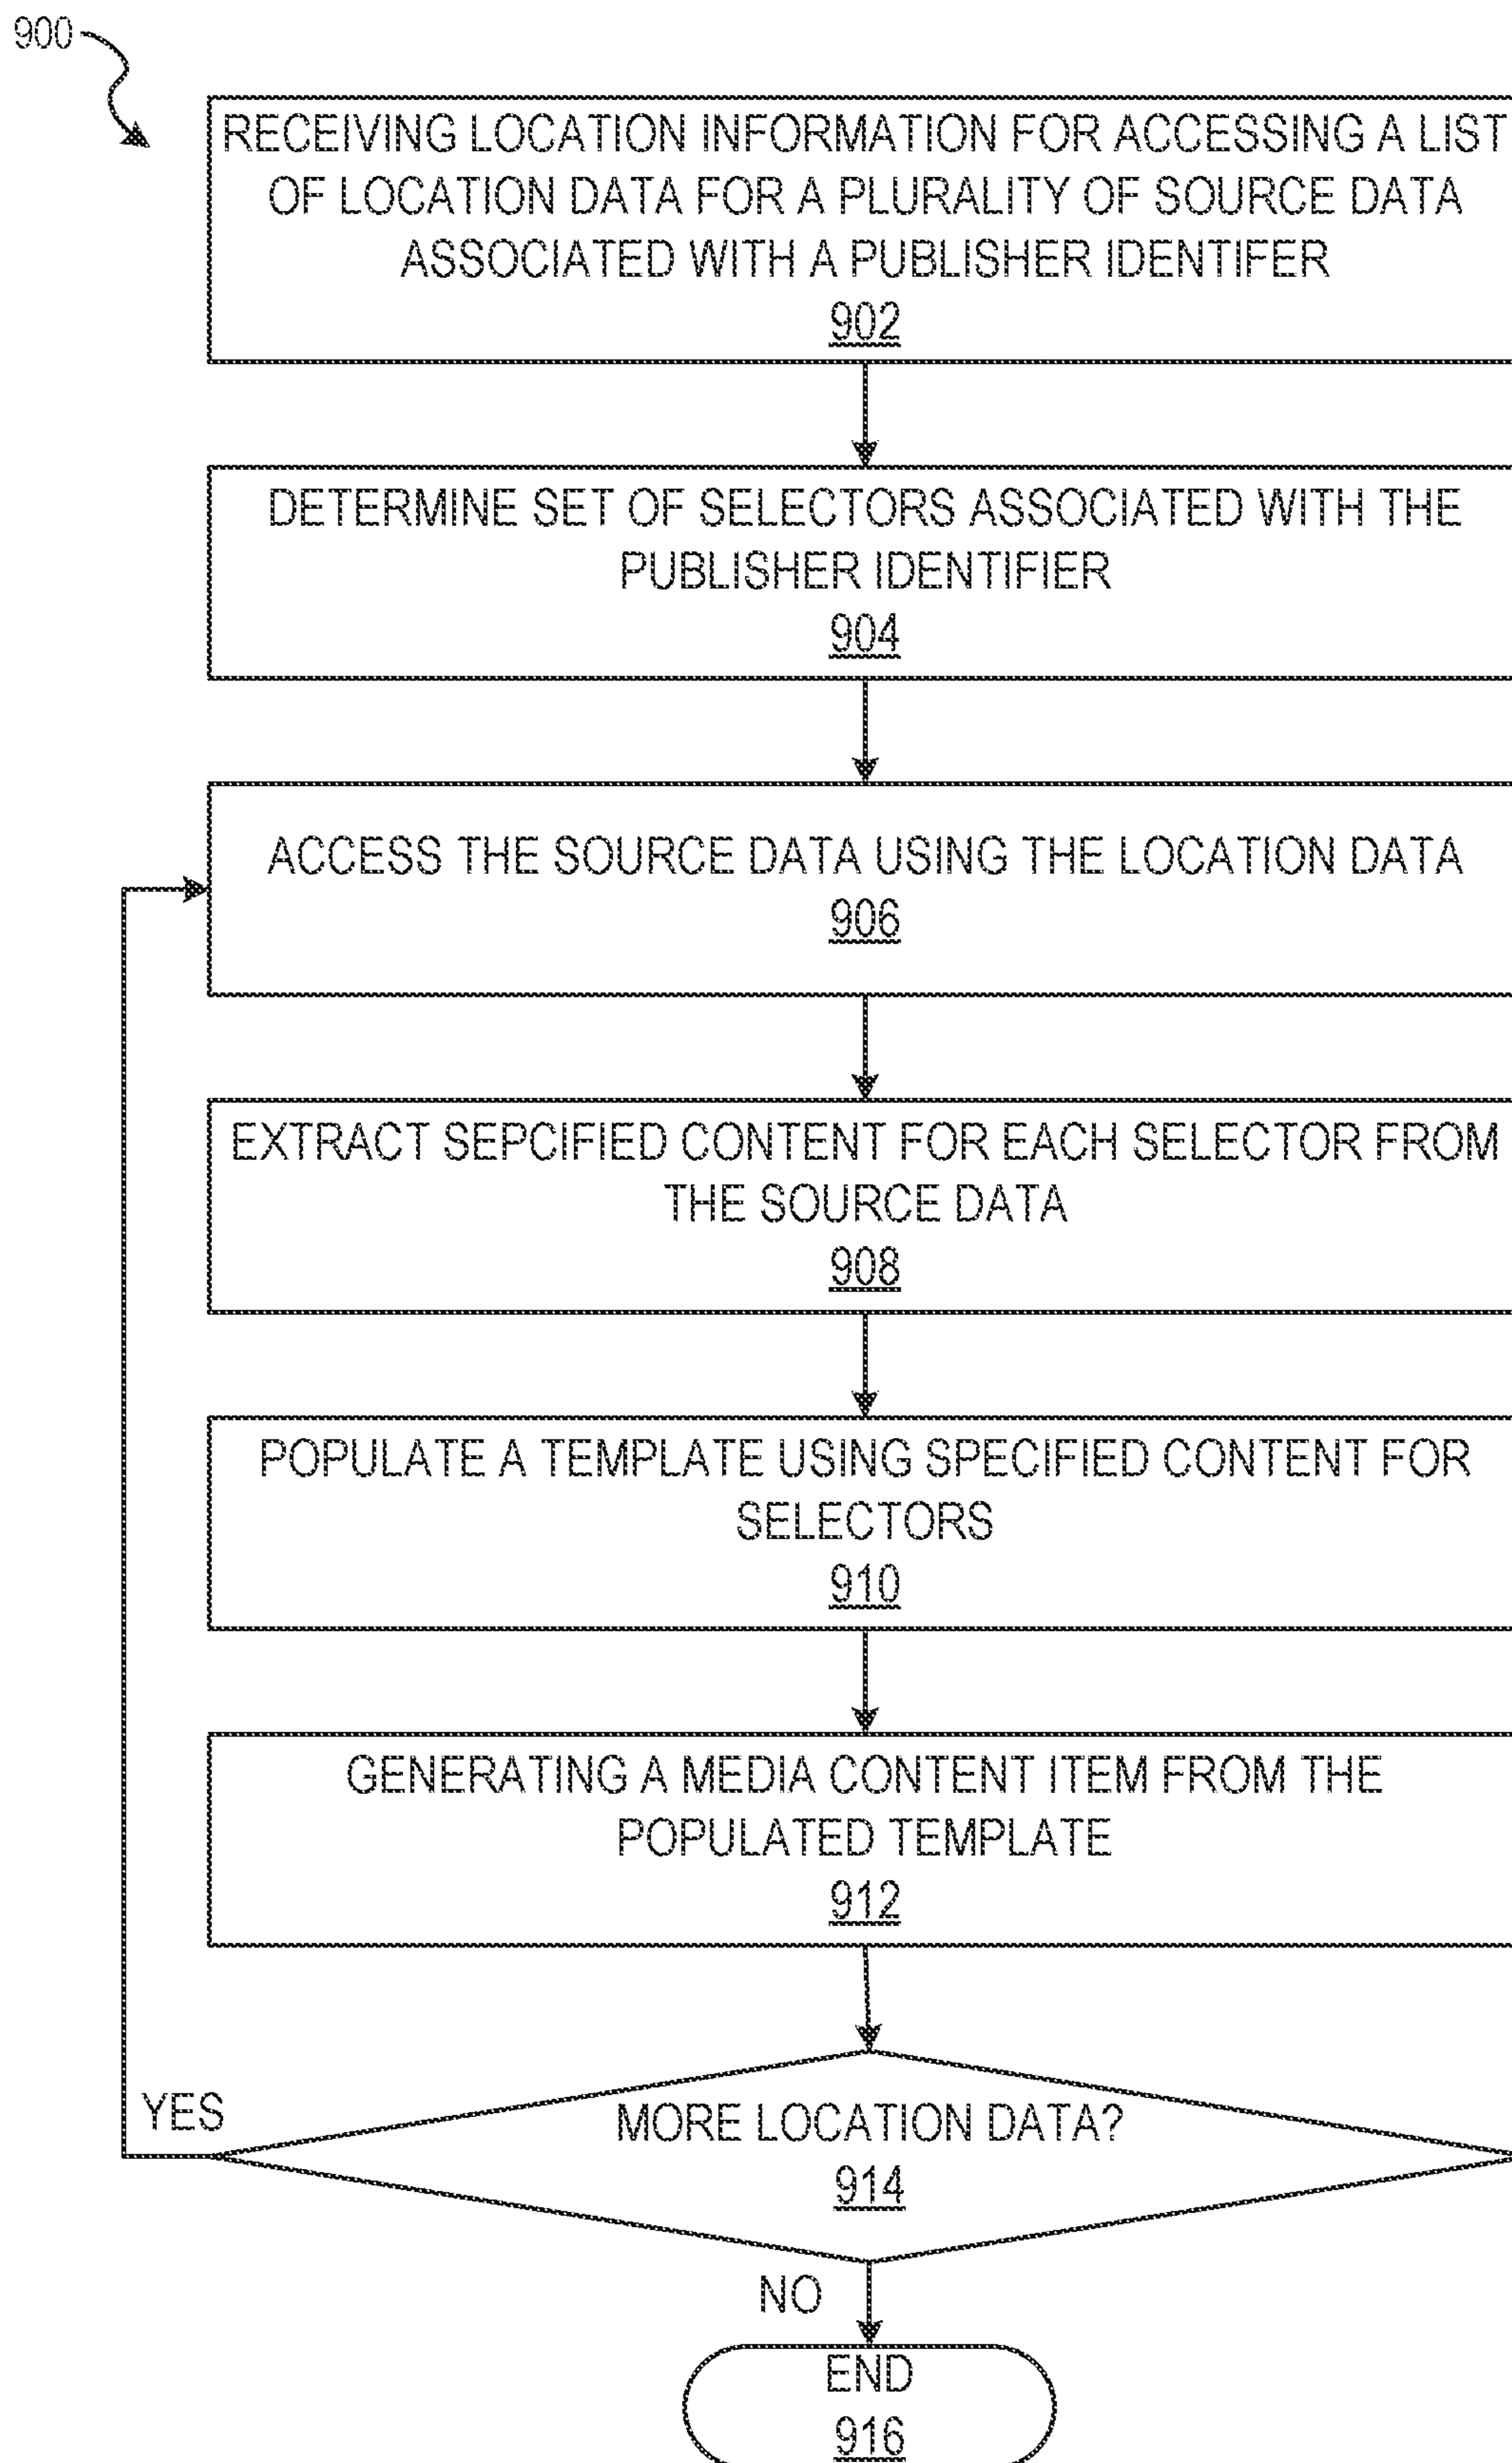 900
RECEIVING LOCATION INFORMATION FOR ACCESSING A LIST
OF LOCATION DATA FOR A PLURALITY OF SOURCE DATA
ASSOCIATED WITH A PUBLISHER IDENTIFER
902
DETERMINE SET OF SELECTORS ASSOCIATED WITH THE
PUBLISHER IDENTIFIER
904
ACCESS THE SOURCE DATA USING THE LOCATION DATA
906
EXTRACT SEPCIFIED CONTENT FOR EACH SELECTOR FROM
THE SOURCE DATA
908
POPULATE A TEMPLATE USING SPECIFIED CONTENT FOR
SELECTORS
910
GENERATING A MEDIA CONTENT ITEM FROM THE
POPULATED TEMPLATE
912
YES
MORE LOCATION DATA?
914
NO
END
916